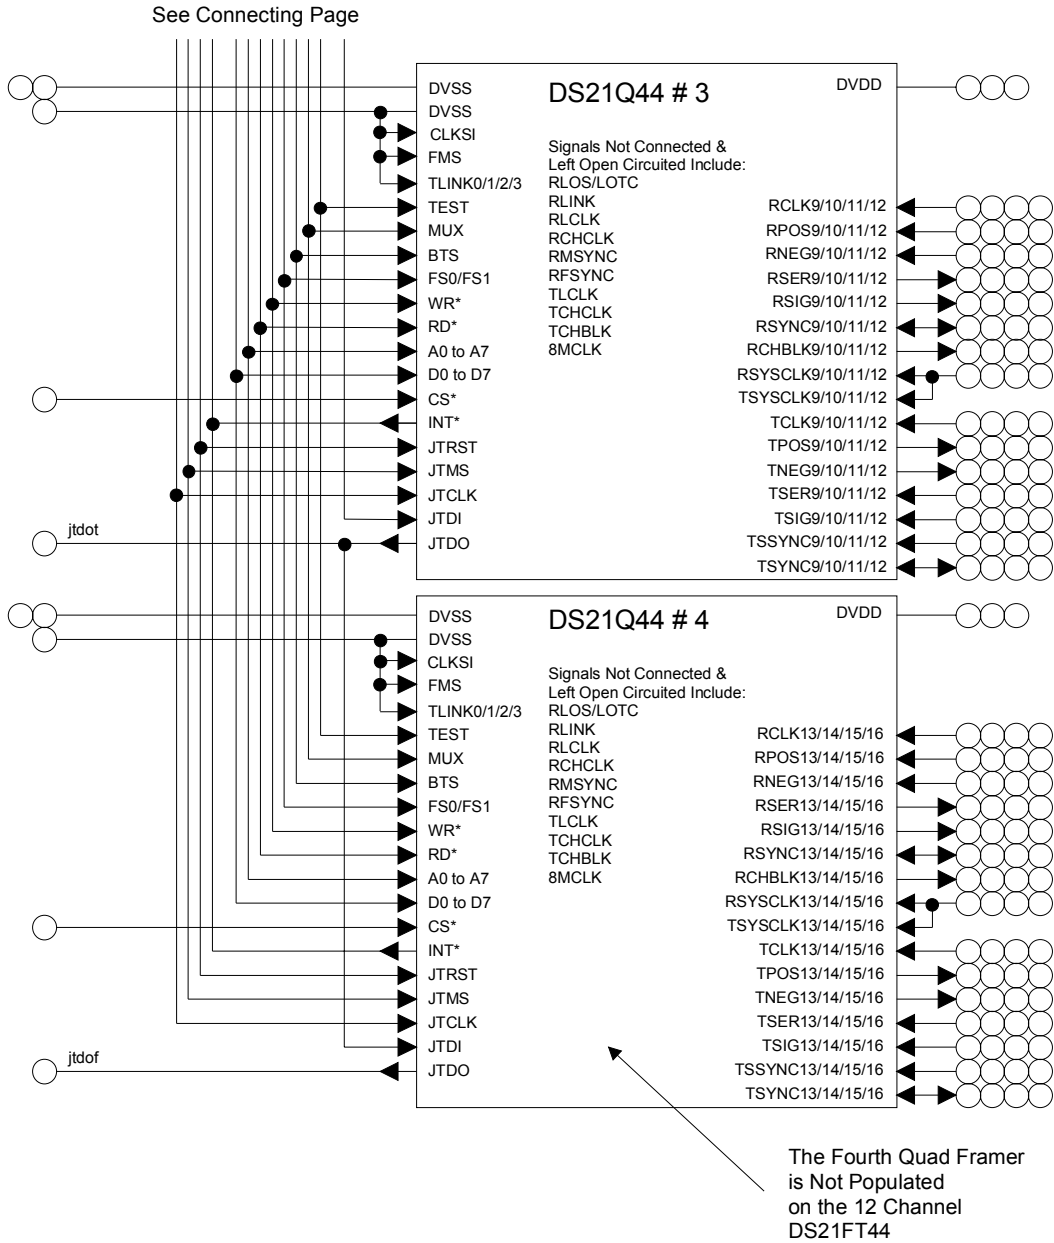 See Connecting Page
DS21Q44 # 3
DVSS
DVSS
CLKSI
FMS
TLINK0/1/2/3
TEST
MUX
BTS
FS0/FS1
WR*
RD*
A0 to A7
D0 to D7
CS*
INT*
JTRST
JTMS
JTCLK
JTDI
JTDO
jtdot
Signals Not Connected &
Left Open Circuited Include:
RLOS/LOTC
RLINK
RLCLK
RCHCLK
RMSYNC
RFSYNC
TLCLK
TCHCLK
TCHBLK
8MCLK
DVDD
RCLK9/10/11/12
RPOS9/10/11/12
RNEG9/10/11/12
RSER9/10/11/12
RSIG9/10/11/12
RSYNC9/10/11/12
RCHBLK9/10/11/12
RSYSCLK9/10/11/12
TSYSCLK9/10/11/12
TCLK9/10/11/12
TPOS9/10/11/12
TNEG9/10/11/12
TSER9/10/11/12
TSIG9/10/11/12
TSSYNC9/10/11/12
TSYNC9/10/11/12
DS21Q44 # 4
DVSS
DVSS
CLKSI
FMS
TLINK0/1/2/3
TEST
MUX
BTS
FS0/FS1
WR*
RD*
A0 to A7
D0 to D7
CS*
INT*
JTRST
JTMS
JTCLK
JTDI
JTDO
jtdof
Signals Not Connected &
Left Open Circuited Include:
RLOS/LOTC
RLINK
RLCLK
RCHCLK
RMSYNC
RFSYNC
TLCLK
TCHCLK
TCHBLK
8MCLK
DVDD
RCLK13/14/15/16
RPOS13/14/15/16
RNEG13/14/15/16
RSER13/14/15/16
RSIG13/14/15/16
RSYNC13/14/15/16
RCHBLK13/14/15/16
RSYSCLK13/14/15/16
TSYSCLK13/14/15/16
TCLK13/14/15/16
TPOS13/14/15/16
TNEG13/14/15/16
TSER13/14/15/16
TSIG13/14/15/16
TSSYNC13/14/15/16
TSYNC13/14/15/16
The Fourth Quad Framer
is Not Populated
on the 12 Channel
DS21FT44